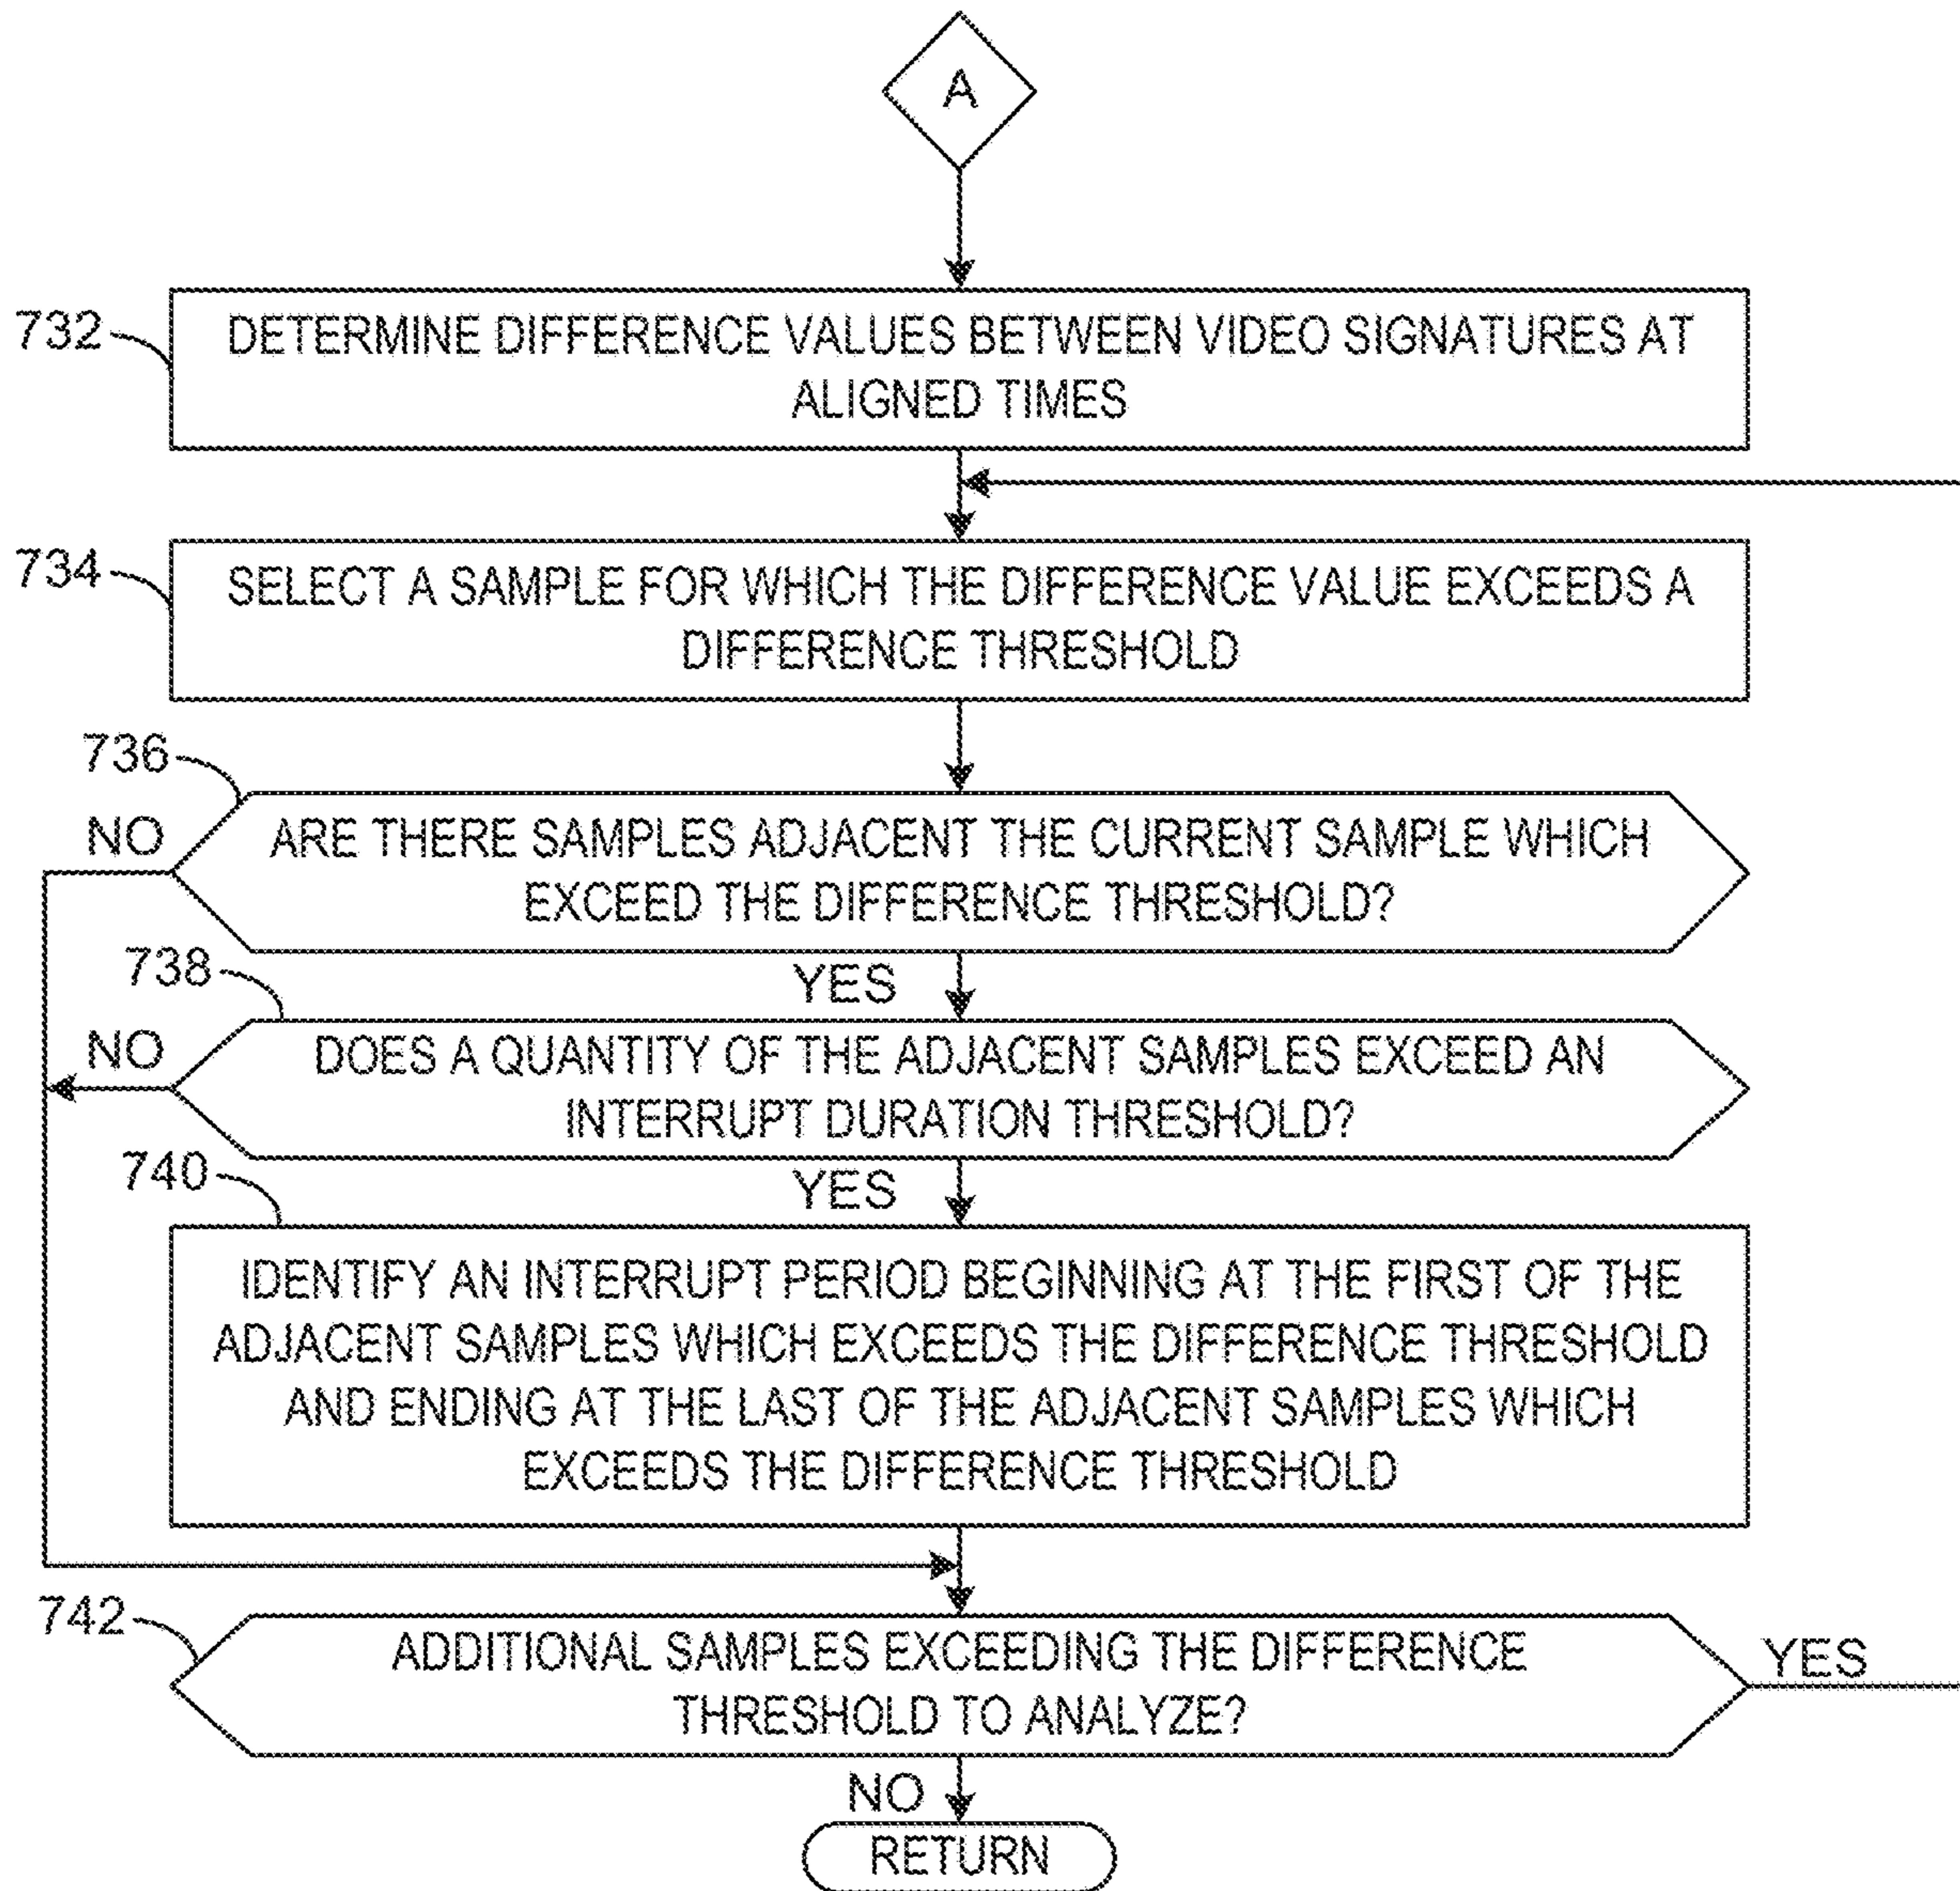 A
732
DETERMINE DIFFERENCE VALUES BETWEEN VIDEO SIGNATURES AT
ALIGNED TIMES
734
SELECT A SAMPLE FOR WHICH THE DIFFERENCE VALUE EXCEEDS A
DIFFERENCE THRESHOLD
736
NO
ARE THERE SAMPLES ADJACENT THE CURRENT SAMPLE WHICH
EXCEED THE DIFFERENCE THRESHOLD?
738
YES
NO
DOES A QUANTITY OF THE ADJACENT SAMPLES EXCEED AN
INTERRUPT DURATION THRESHOLD?
740
YES
IDENTIFY AN INTERRUPT PERIOD BEGINNING AT THE FIRST OF THE
ADJACENT SAMPLES WHICH EXCEEDS THE DIFFERENCE THRESHOLD
AND ENDING AT THE LAST OF THE ADJACENT SAMPLES WHICH
EXCEEDS THE DIFFERENCE THRESHOLD
742
ADDITIONAL SAMPLES EXCEEDING THE DIFFERENCE
THRESHOLD TO ANALYZE?
YES
NO
RETURN